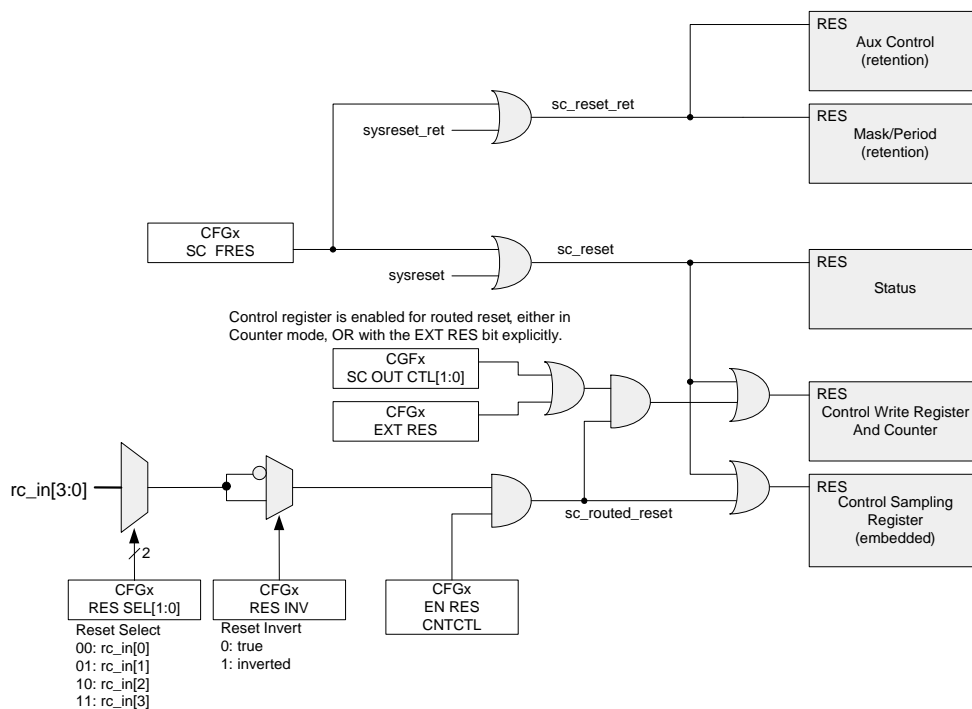 RES
Aux Control
(retention)
sc_reset_ret
sysreset_ret
RES
Mask/Period
(retention)
CFGx
SC FRES
sc_reset
sysreset
RES
Status
Control register is enabled for routed reset, either in
Counter mode, OR with the EXT RES bit explicitly.
CGFx
SC OUT CTL[1:0]
CFGx
EXT RES
RES
Control Write Register
And Counter
rc_in[3:0]
sc_routed_reset
RES
Control Sampling
Register
(embedded)
2
CFGx
RES SEL[1:0]
Reset Select
00: rc_in[0]
01: rc_in[1]
10: rc_in[2]
11: rc_in[3]
CFGx
RES INV
Reset Invert
0: true
1: inverted
CFGx
EN RES
CNTCTL